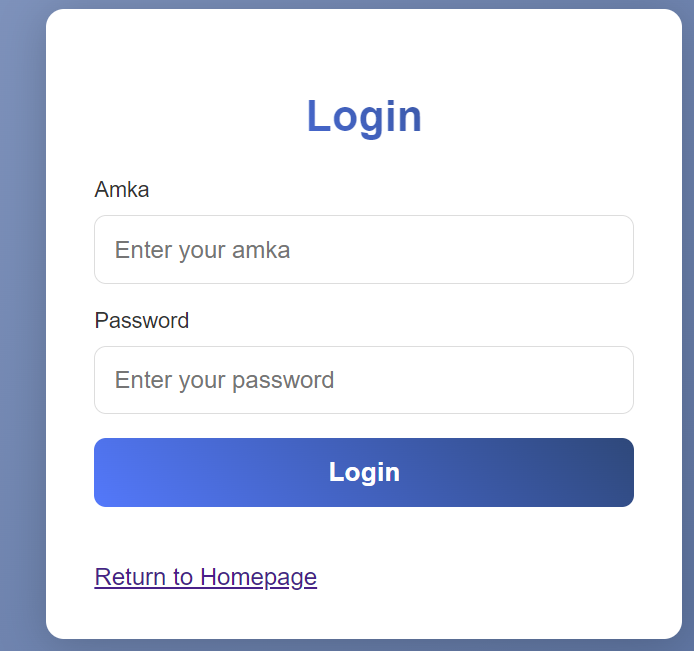 Login
Amka
Enter your amka
Password
Enter your password
Login
Return to Homepage